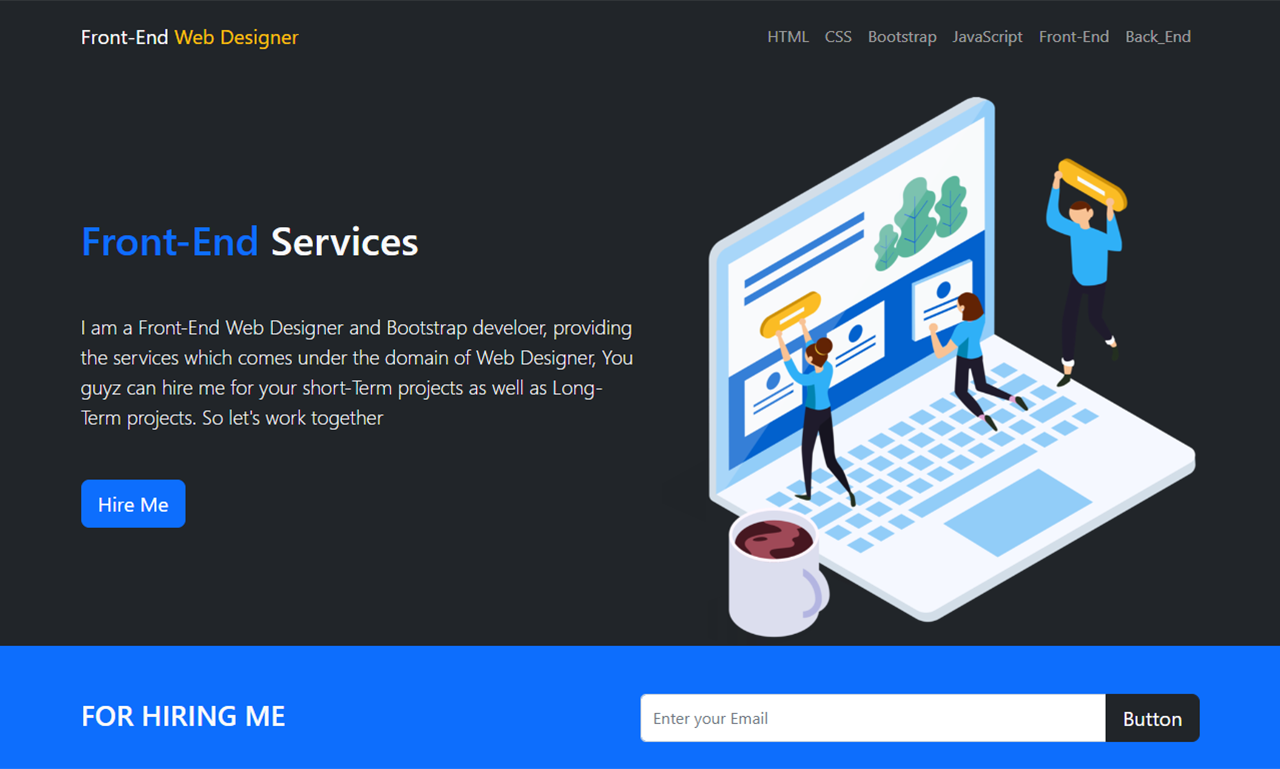 Front-End Web Designer
HTML CSS Bootstrap JavaScript Front-End Back_End
Front-End Services
I am a Front-End Web Designer and Bootstrap develoer, providing
the services which comes under the domain of Web Designer, You
guyz can hire me for your short-Term projects as well as Long-
Term projects. So let's work together
Hire Me
FOR HIRING ME
Enter your Email
Button